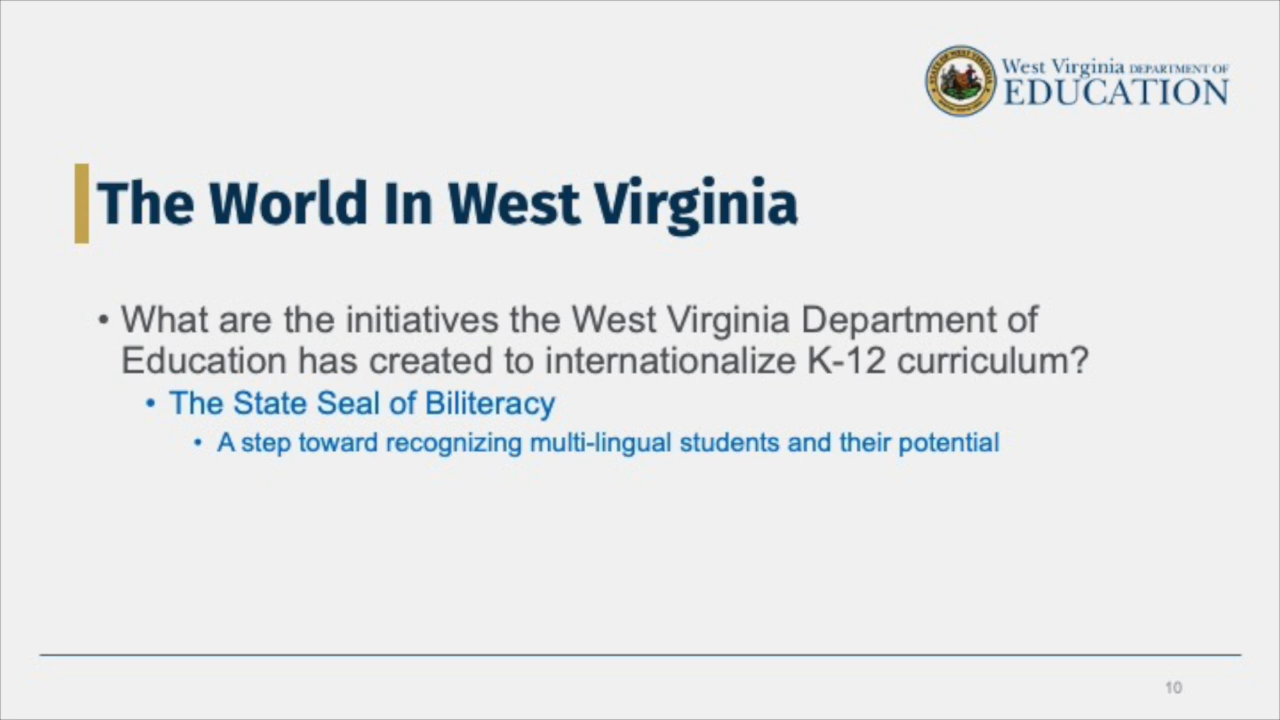 West Virginia DEPARTMENT OF
EDUCATION
The World In West Virginia
• What are the initiatives the West Virginia Department of
Education has created to internationalize K-12 curriculum?
• The State Seal of Biliteracy
• A step toward recognizing multi-lingual students and their potential
10